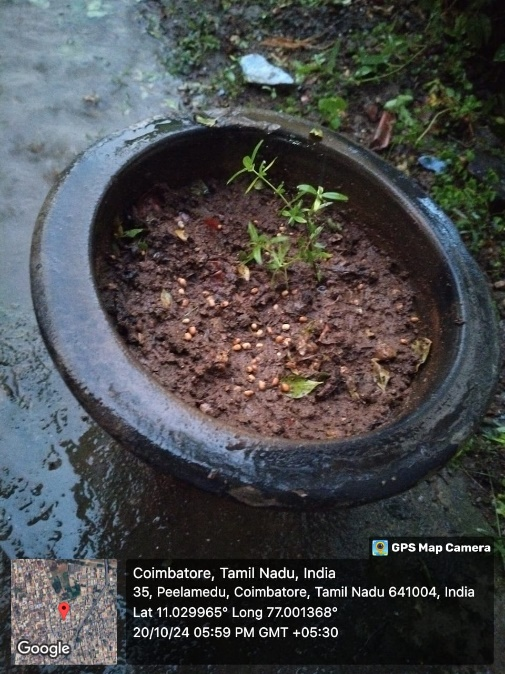 GPS Map Camera
Coimbatore, Tamil Nadu, India
35, Peelamedu, Coimbatore, Tamil Nadu 641004, India
Lat 11.029965° Long 77.001368°
20/10/24 05:59 PM GMT +05:30
Google